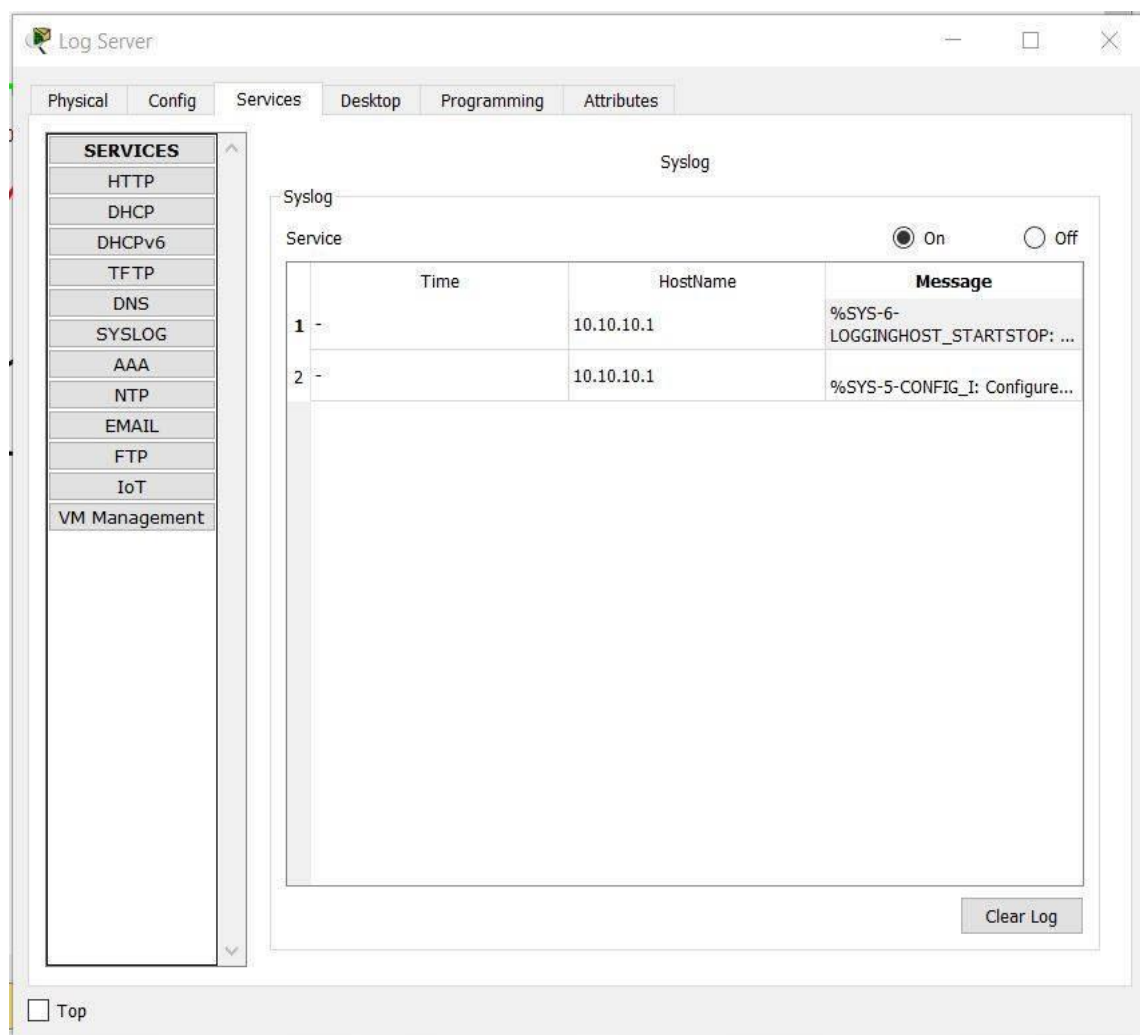 Log Server
Physical Config Services Desktop Programming Attributes
SERVICES
HTTP
DHCP
DHCPv6
TFTP
DNS
SYSLOG
AAA
NTP
EMAIL
FTP
IoT
VM Management
Syslog
Syslog
Service On Off
Time HostName Message
1 - 10.10.10.1 %SYS-6-
LOGGINGHOST_STARTSTOP: ...
2 - 10.10.10.1 %SYS-5-CONFIG_I: Configure...
Clear Log
Top